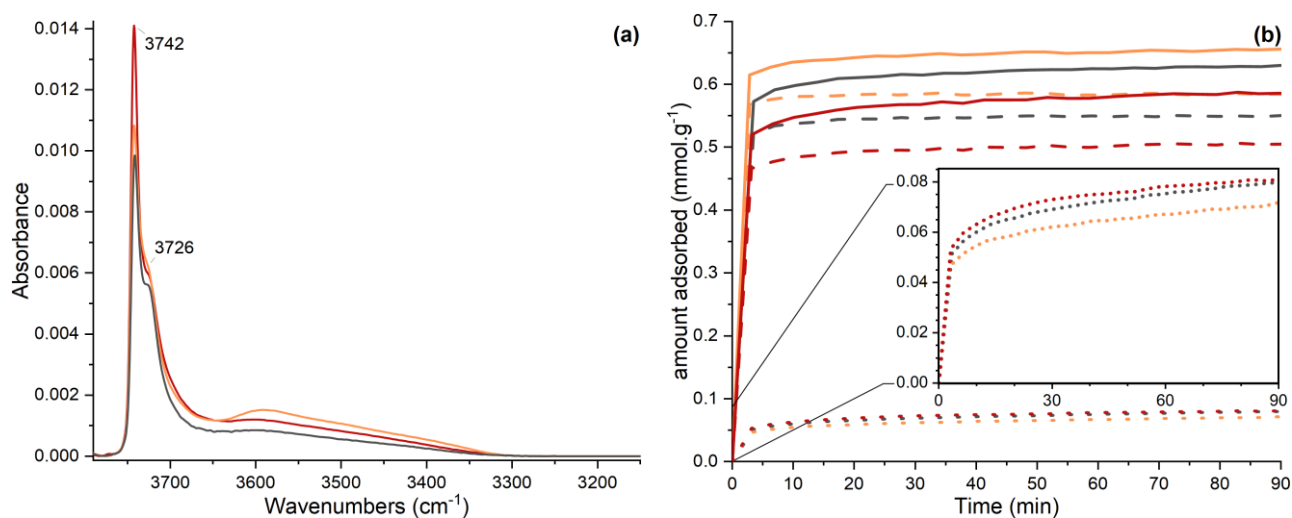 (a)
3742
3726
0.014
0.012
0.010
0.008
0.006
0.004
0.002
0.000
Absorbance
3700 3600 3500 3400 3300 3200
Wavenumbers (cm-1)
(b)
0.7
0.6
0.5
0.4
0.3
0.2
0.1
0.0
amount adsorbed (mmol.g-1)
0 10 20 30 40 50 60 70 80 90
Time (min)
0.08
0.06
0.04
0.02
0.00
0 30 60 90